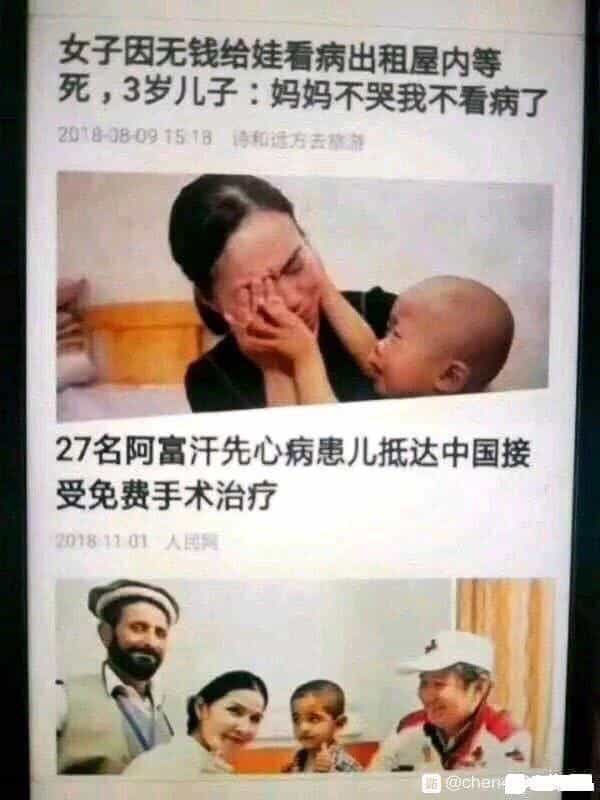 女子因无钱给娃看病出租屋内等
死，3岁儿子：妈妈不哭我不看病了
2018-08-09 15:18 诗和远方去旅游
27名阿富汗先心病患儿抵达中国接
受免费手术治疗
2018-11-01 人民网